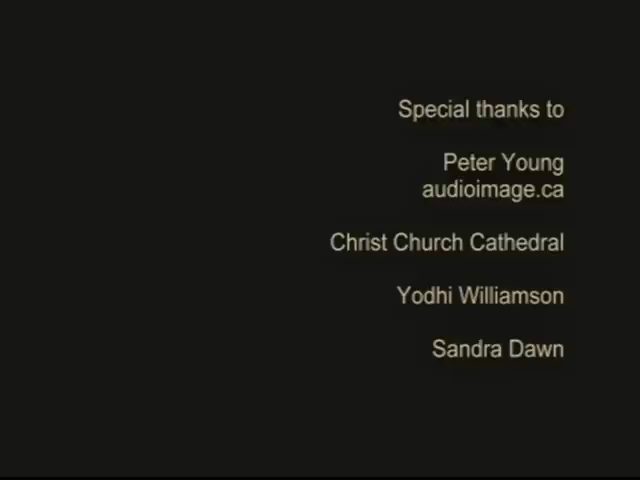 Special thanks to
Peter Young
audioimage.ca
Christ Church Cathedral
Yodhi Williamson
Sandra Dawn